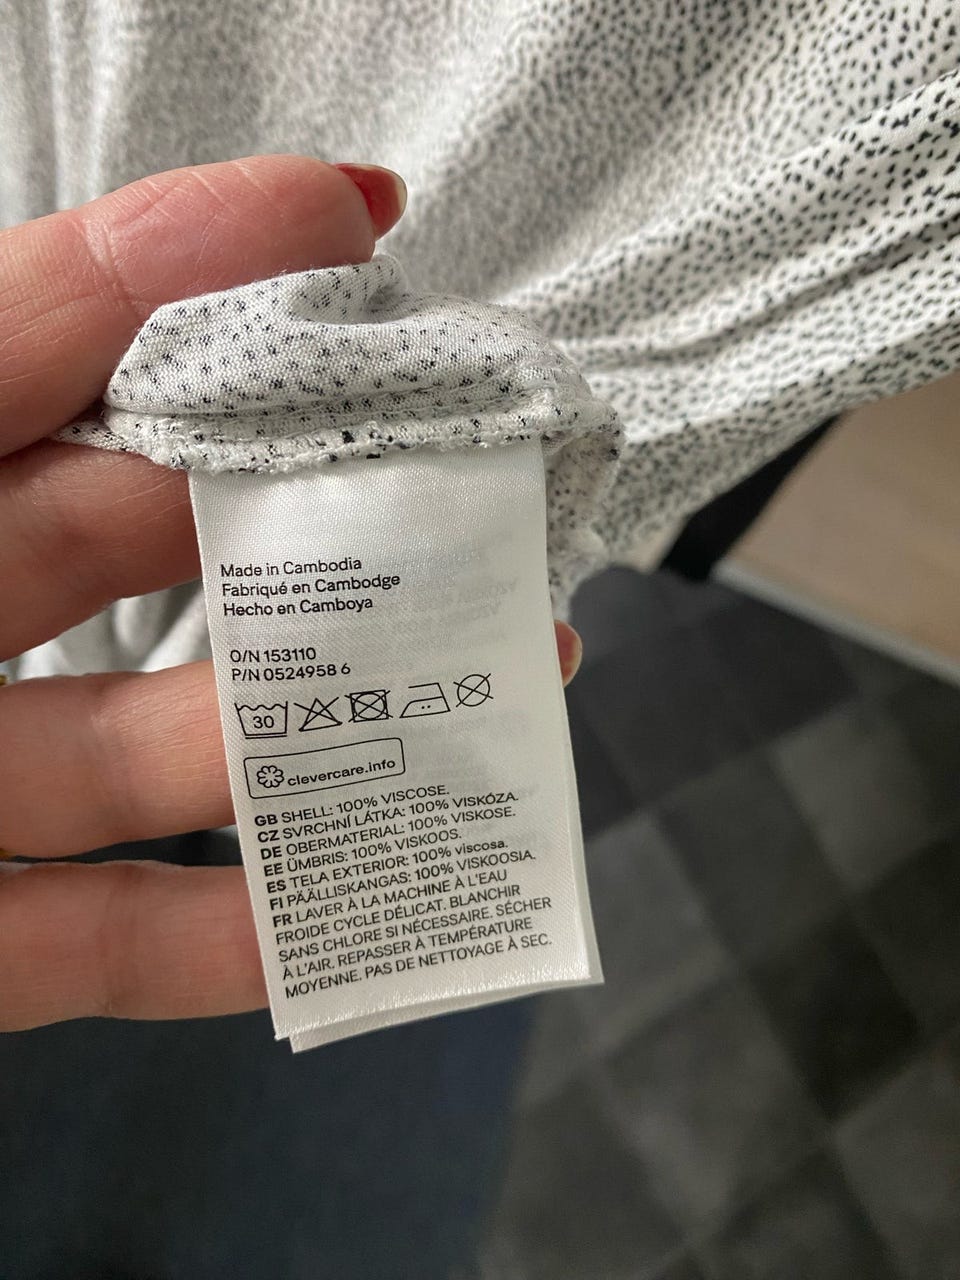 Made in Cambodia
Fabriqué en Cambodge
Hecho en Camboya
O/N 153110
P/N 0524958 6
30
clevercare.info
GB SHELL: 100% VISCOSE.
CZ SVRCHNÍ LÁTKA: 100% VISKÓZA.
DE OBERMATERIAL: 100% VISKOSE.
EE ÜMBRIS: 100% VISKOOS.
ES TELA EXTERIOR: 100% viscosa.
FI PÄÄLLISKANGAS: 100% VISKOOSIA.
FR LAVER À LA MACHINE À L'EAU
FROIDE CYCLE DÉLICAT. BLANCHIR
SANS CHLORE SI NÉCESSAIRE. SÉCHER
À L'AIR. REPASSER À TEMPÉRATURE
MOYENNE. PAS DE NETTOYAGE À SEC.